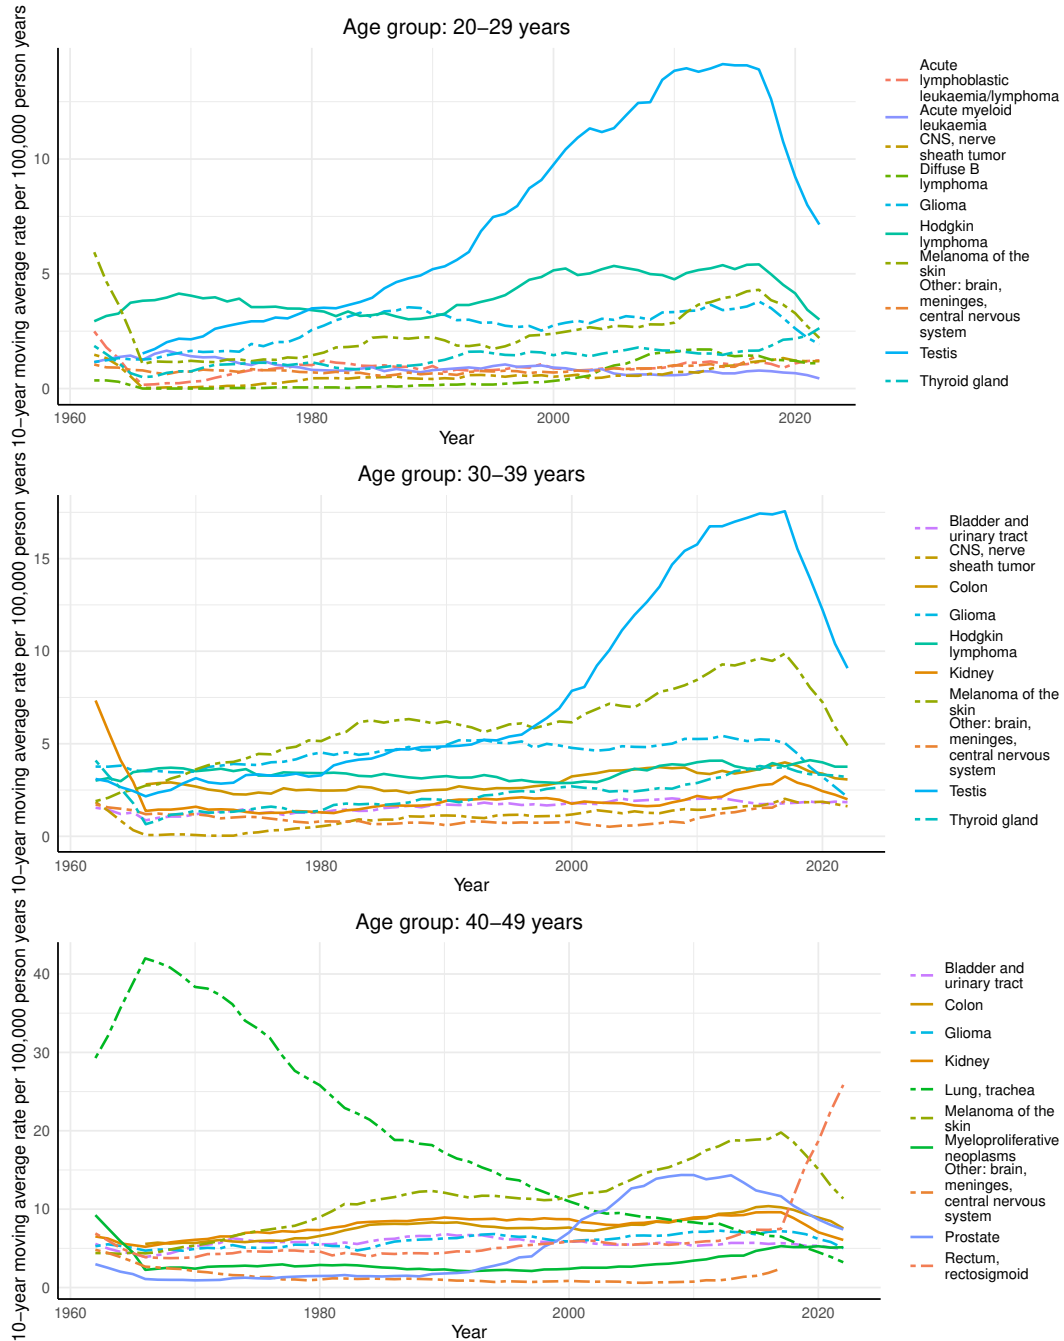 Age group: 20−29 years
10−year moving average rate per 100,000 person years
10
5
0
1960
1980
2000
2020
Year
Acute
lymphoblastic
leukaemia/lymphoma
Acute myeloid
leukaemia
CNS, nerve
sheath tumor
Diffuse B
lymphoma
Glioma
Hodgkin
lymphoma
Melanoma of the
skin
Other: brain,
meninges,
central nervous
system
Testis
Thyroid gland
Age group: 30−39 years
10−year moving average rate per 100,000 person years
15
10
5
0
1960
1980
2000
2020
Year
Bladder and
urinary tract
CNS, nerve
sheath tumor
Colon
Glioma
Hodgkin
lymphoma
Kidney
Melanoma of the
skin
Other: brain,
meninges,
central nervous
system
Testis
Thyroid gland
Age group: 40−49 years
10−year moving average rate per 100,000 person years
40
30
20
10
0
1960
1980
2000
2020
Year
Bladder and
urinary tract
Colon
Glioma
Kidney
Lung, trachea
Melanoma of the
skin
Myeloproliferative
neoplasms
Other: brain,
meninges,
central nervous
system
Prostate
Rectum,
rectosigmoid